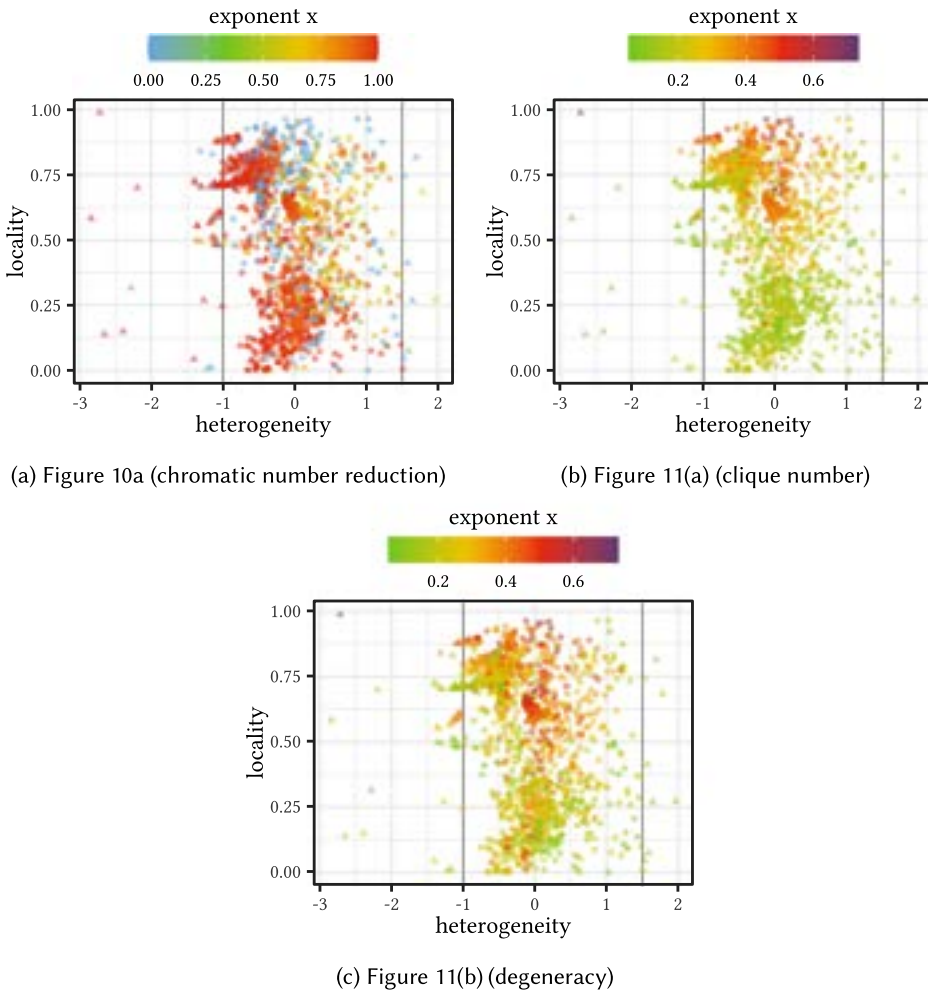 exponent x
0.00 0.25 0.50 0.75 1.00
1.00
0.75
0.50
0.25
0.00
locality
-3 -2 -1 0 1 2
heterogeneity
(a) Figure 10a (chromatic number reduction)
exponent x
0.2 0.4 0.6
1.00
0.75
0.50
0.25
0.00
locality
-3 -2 -1 0 1 2
heterogeneity
(b) Figure 11(a) (clique number)
exponent x
0.2 0.4 0.6
1.00
0.75
0.50
0.25
0.00
locality
-3 -2 -1 0 1 2
heterogeneity
(c) Figure 11(b) (degeneracy)